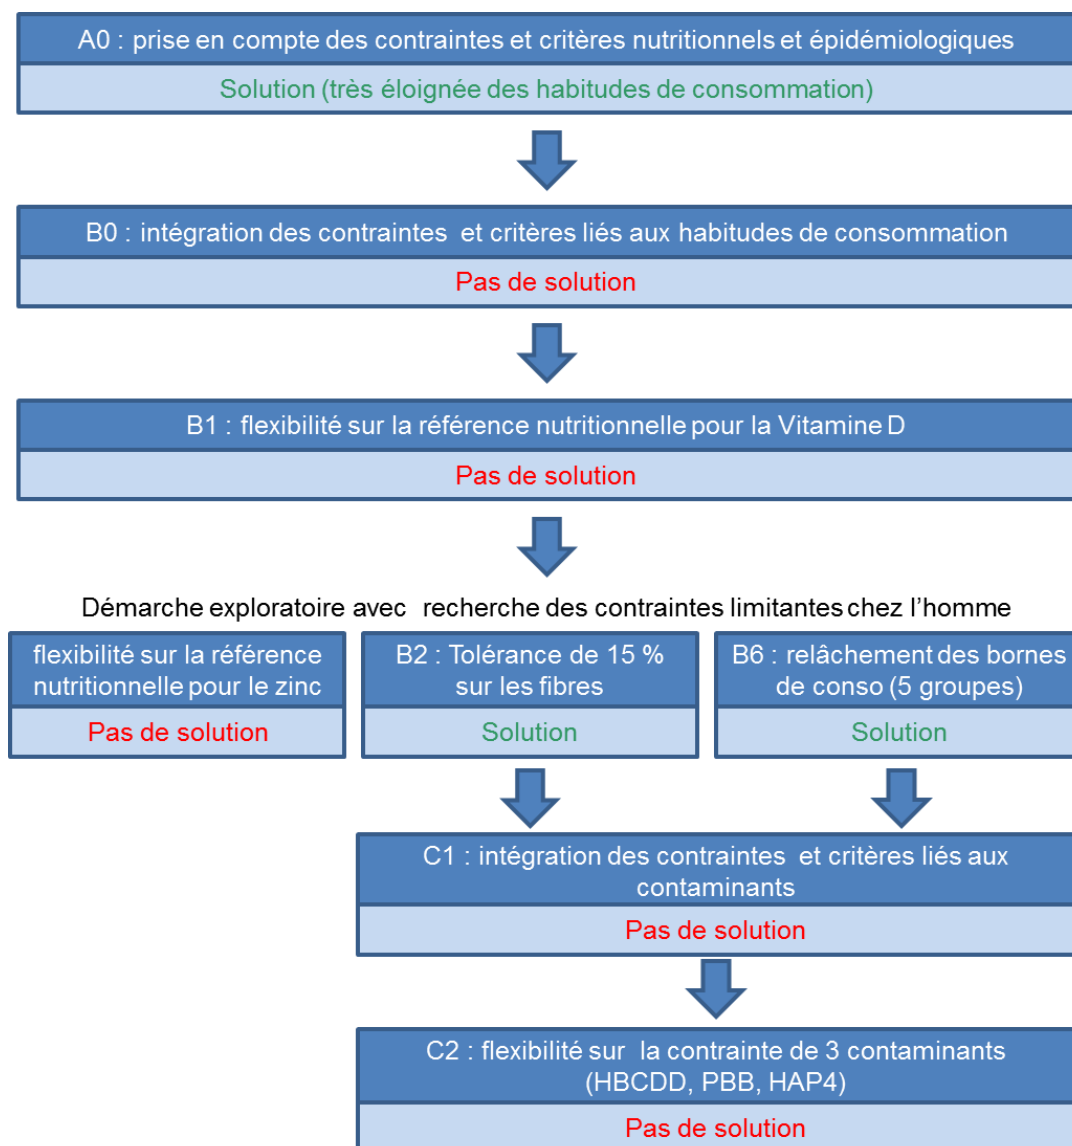 A0 : prise en compte des contraintes et critères nutritionnels et épidémiologiques
Solution (très éloignée des habitudes de consommation)
B0 : intégration des contraintes et critères liés aux habitudes de consommation
Pas de solution
B1 : flexibilité sur la référence nutritionnelle pour la Vitamine D
Pas de solution
Démarche exploratoire avec recherche des contraintes limitantes chez l'homme
flexibilité sur la référence
nutritionnelle pour le zinc
Pas de solution
B2 : Tolérance de 15 %
sur les fibres
Solution
B6 : relâchement des bornes
de conso (5 groupes)
Solution
C1 : intégration des contraintes et critères liés aux
contaminants
Pas de solution
C2 : flexibilité sur la contrainte de 3 contaminants
(HBCDD, PBB, HAP4)
Pas de solution